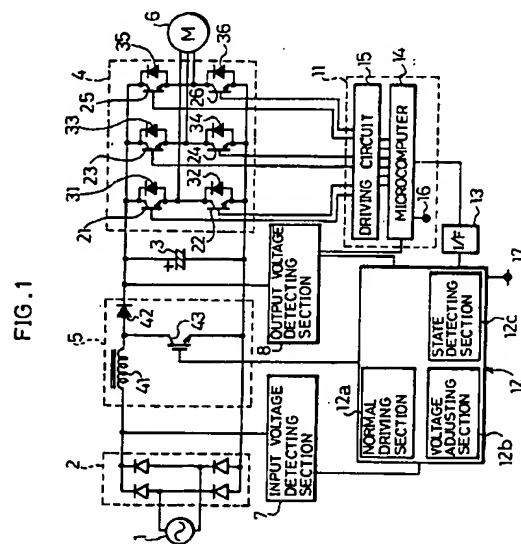 FIG. 1
1
2
5
41
42
43
3
4
21
23
25
31
33
35
22
24
26
32
34
36
6
M
7
INPUT VOLTAGE
DETECTING
SECTION
8
OUTPUT VOLTAGE
DETECTING
SECTION
12a
NORMAL
DRIVING
SECTION
12b
VOLTAGE
ADJUSTING
SECTION
12c
STATE
DETECTING
SECTION
12
17
13
I/F
11
DRIVING CIRCUIT
15
MICROCOMPUTER
14
16